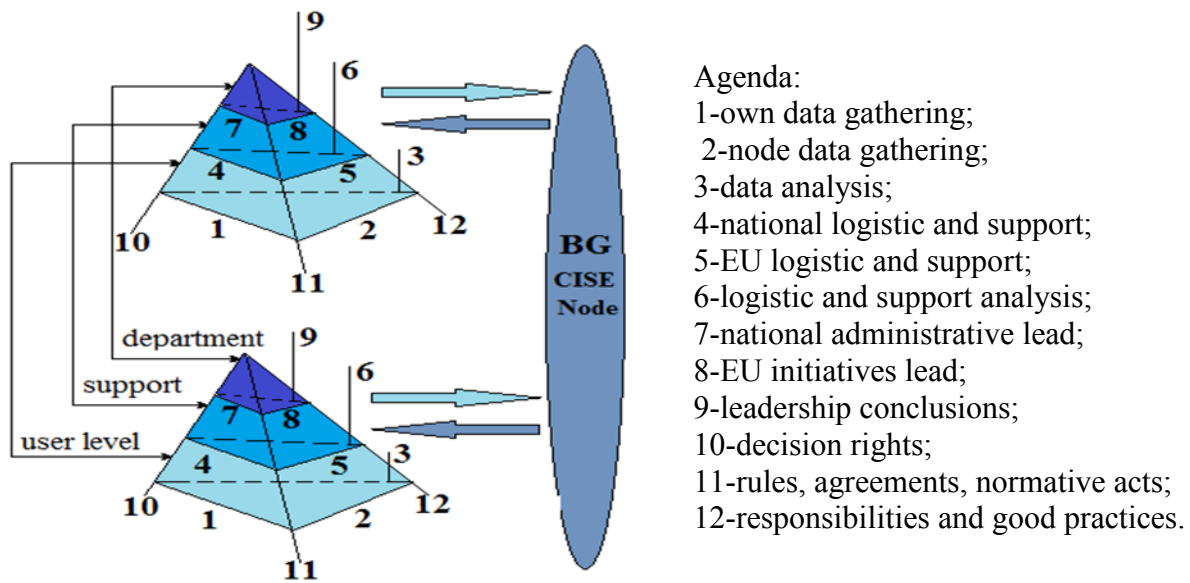 9
6
7
8
3
4
5
10
1
2
12
11
department
9
support
6
user level
7
8
3
4
5
10
1
2
12
11
BG
CISE
Node
Agenda:
1-own data gathering;
2-node data gathering;
3-data analysis;
4-national logistic and support;
5-EU logistic and support;
6-logistic and support analysis;
7-national administrative lead;
8-EU initiatives lead;
9-leadership conclusions;
10-decision rights;
11-rules, agreements, normative acts;
12-responsibilities and good practices.